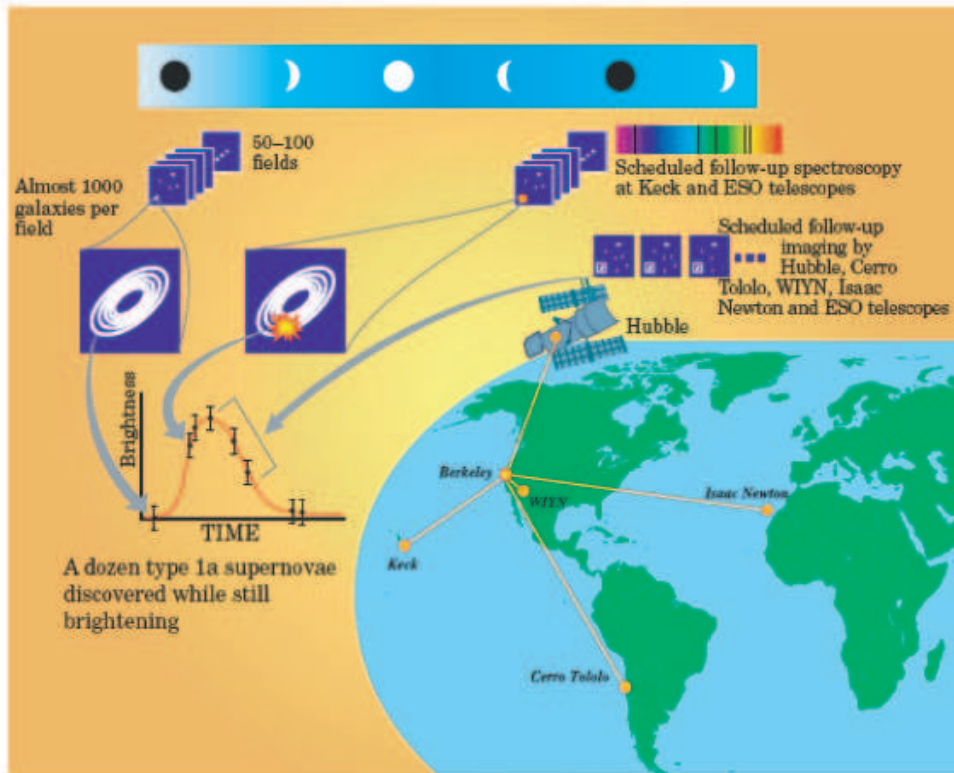 50–100
fields
Almost 1000
galaxies per
field
Scheduled follow-up spectroscopy
at Keck and ESO telescopes
Scheduled follow-up
imaging by
Hubble, Cerro
Tololo, WIYN, Isaac
Newton and ESO telescopes
Hubble
Brightness
TIME
A dozen type 1a supernovae
discovered while still
brightening
Berkeley
WIYN
Isaac Newton
Keck
Cerro Tololo